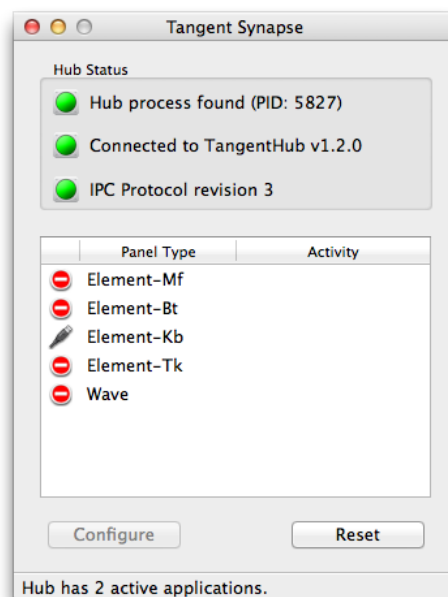 Tangent Synapse
Hub Status
Hub process found (PID: 5827)
Connected to TangentHub v1.2.0
IPC Protocol revision 3
Panel Type Activity
Element-Mf
Element-Bt
Element-Kb
Element-Tk
Wave
Configure Reset
Hub has 2 active applications.